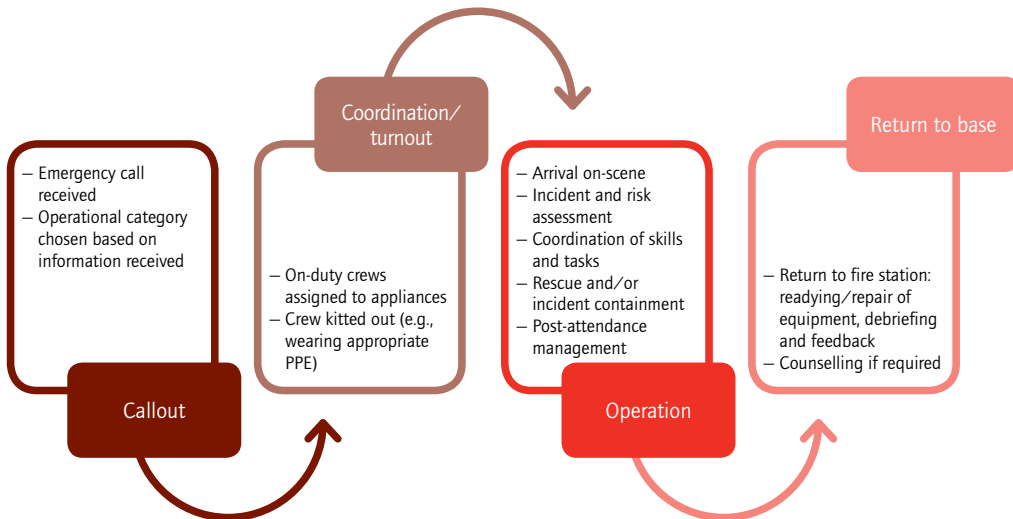 – Emergency call
received
– Operational category
chosen based on
information received
Callout
Coordination/
turnout
– On-duty crews
assigned to appliances
– Crew kitted out (e.g.,
wearing appropriate
PPE)
– Arrival on-scene
– Incident and risk
assessment
– Coordination of skills
and tasks
– Rescue and/or
incident containment
– Post-attendance
management
Operation
Return to base
– Return to fire station:
readying/repair of
equipment, debriefing
and feedback
– Counselling if required